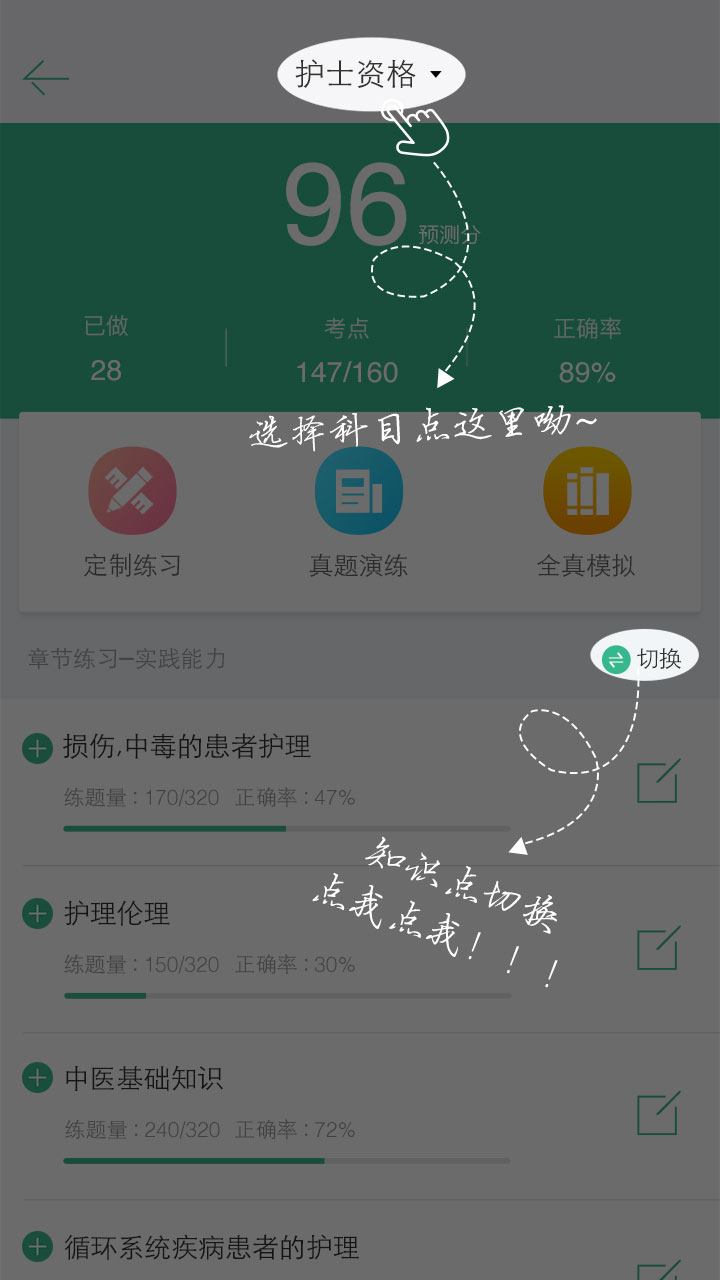 护士资格
96 预测分
已做 考点 正确率
28 147/160 89%
选择科目点这里呦~
定制练习 真题演练 全真模拟
章节练习—实践能力 切换
损伤,中毒的患者护理
练题量：170/320 正确率：47%
知识点切换
点我点我！！！
护理伦理
练题量：150/320 正确率：30%
中医基础知识
练题量：240/320 正确率：72%
循环系统疾病患者的护理